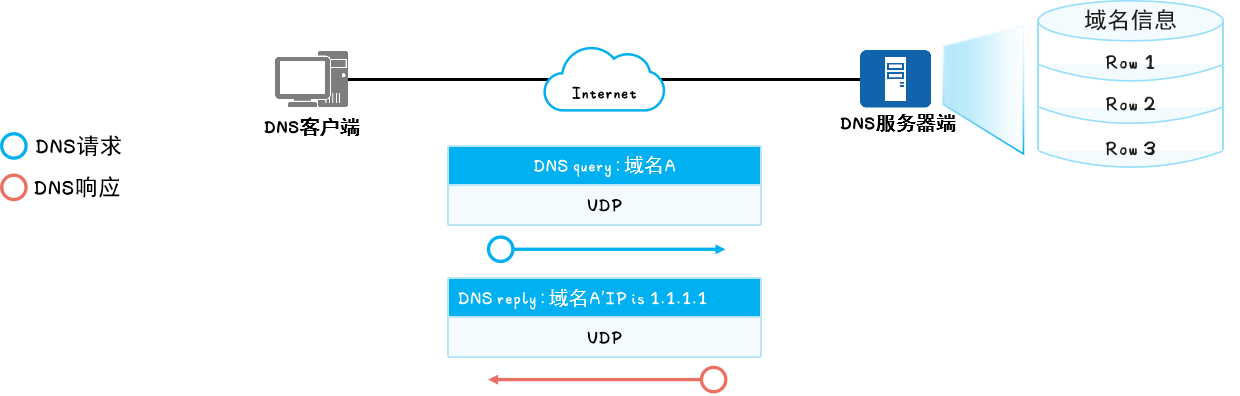 域名信息
Row 1
Row 2
Row 3
Internet
DNS客户端
DNS服务器端
DNS请求
DNS响应
DNS query：域名A
UDP
DNS reply：域名A'IP is 1.1.1.1
UDP